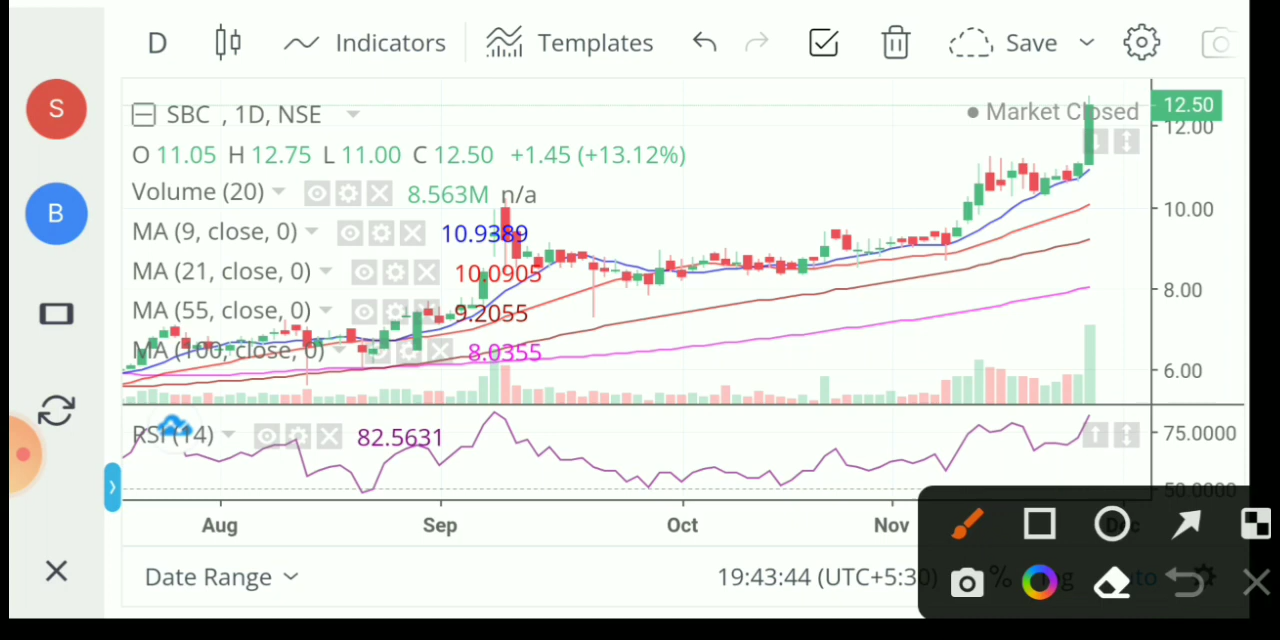 D Indicators Templates Save
S
SBC , 1D, NSE
Market Closed
12.50
12.00
O 11.05 H 12.75 L 11.00 C 12.50 +1.45 (+13.12%)
Volume (20) 8.563M n/a
B
MA (9, close, 0) 10.9389
10.00
MA (21, close, 0) 10.0905
8.00
MA (55, close, 0) 9.2055
MA (100, close, 0) 8.0355
6.00
RSI (14) 82.5631
75.0000
50.0000
Aug Sep Oct Nov Dec
Date Range 19:43:44 (UTC+5:30) %